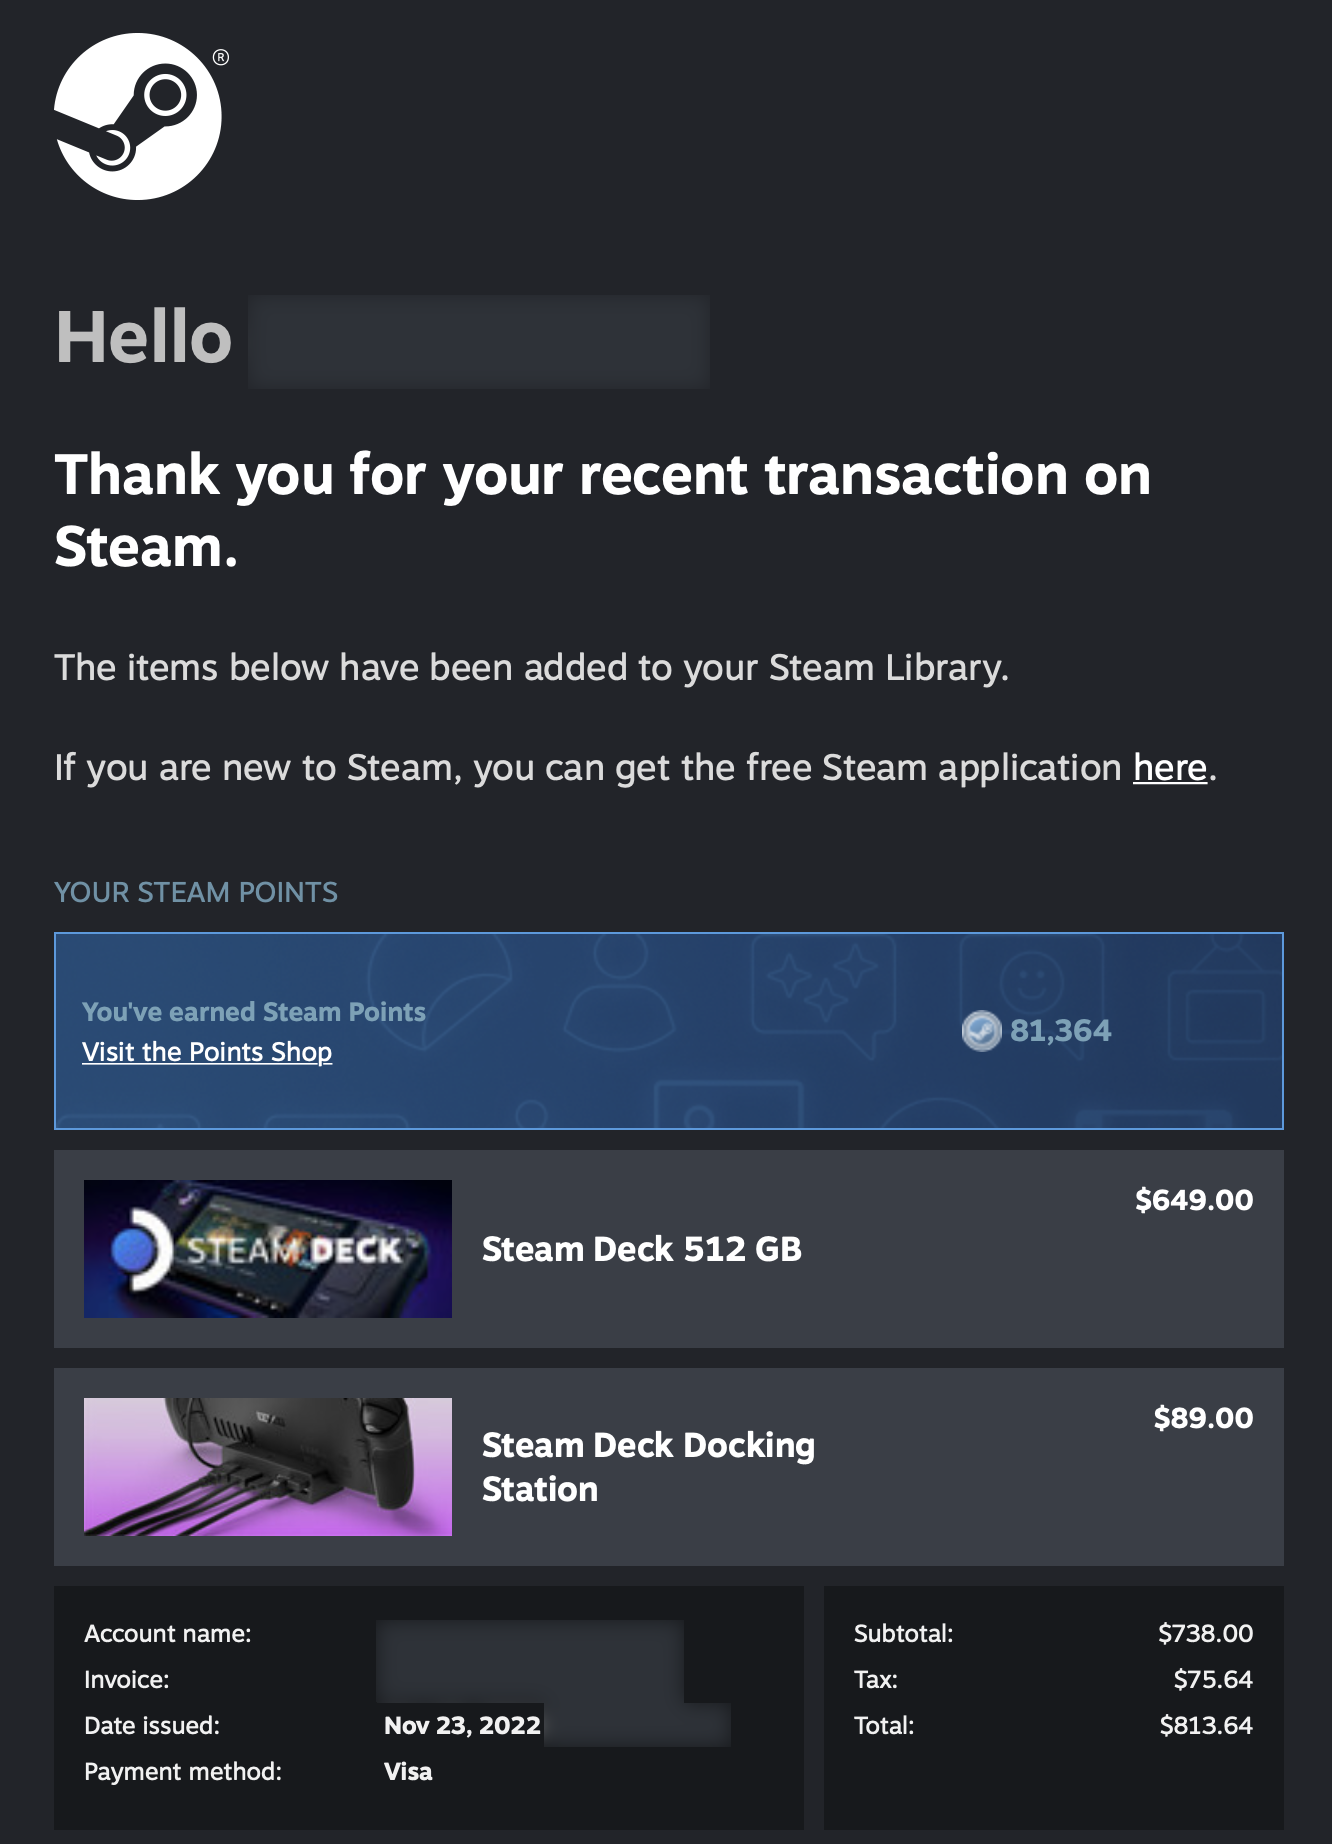 ®
Hello
Thank you for your recent transaction on
Steam.
The items below have been added to your Steam Library.
If you are new to Steam, you can get the free Steam application here.
YOUR STEAM POINTS
You've earned Steam Points
Visit the Points Shop
81,364
STEAM DECK
Steam Deck 512 GB
$649.00
Steam Deck Docking
Station
$89.00
Account name:
Invoice:
Date issued: Nov 23, 2022
Payment method: Visa
Subtotal: $738.00
Tax: $75.64
Total: $813.64